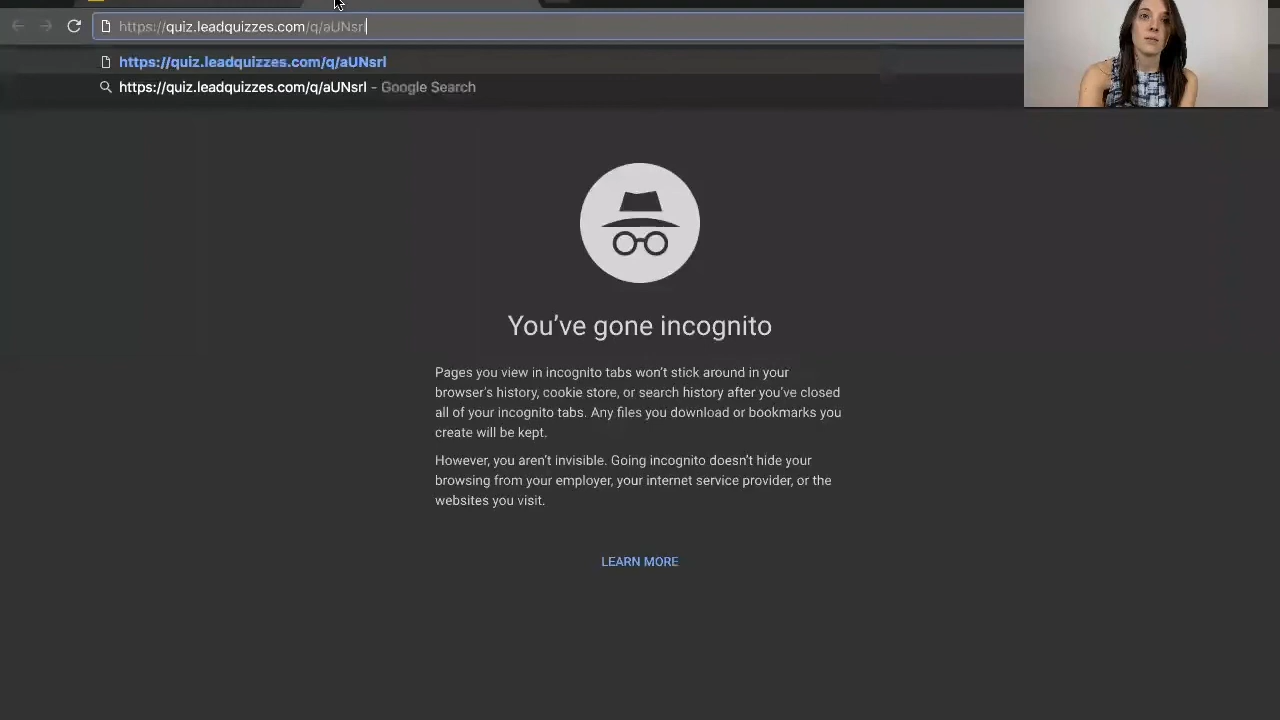 https://quiz.leadquizzes.com/q/aUNsrl
https://quiz.leadquizzes.com/q/aUNsrl
https://quiz.leadquizzes.com/q/aUNsrl - Google Search
You've gone incognito
Pages you view in incognito tabs won't stick around in your
browser's history, cookie store, or search history after you've closed
all of your incognito tabs. Any files you download or bookmarks you
create will be kept.
However, you aren't invisible. Going incognito doesn't hide your
browsing from your employer, your internet service provider, or the
websites you visit.
LEARN MORE